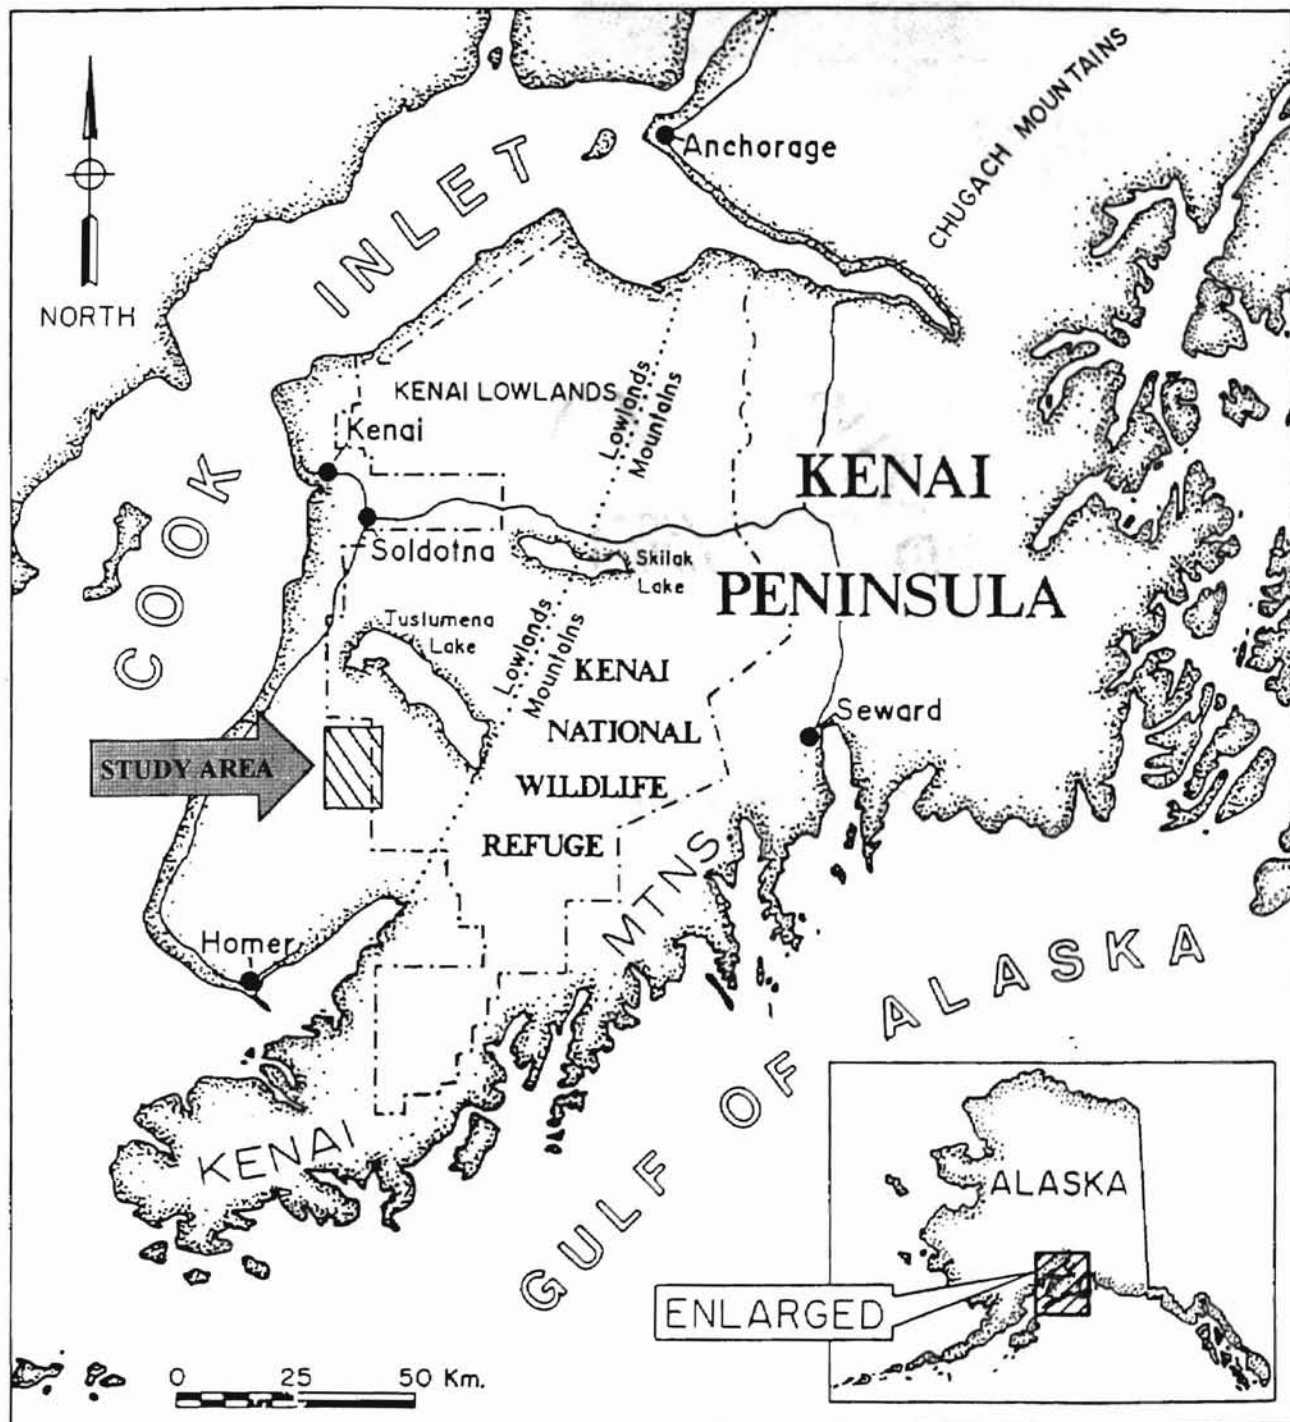 CHUGACH MOUNTAINS
Anchorage
COOK INLET
NORTH
KENAI LOWLANDS
Lowlands
Mountains
Kenai
KENAI
PENINSULA
Soldotna
Skilak
Lake
Tuslumena
Lake
Lowlands
Mountains
KENAI
NATIONAL
WILDLIFE
REFUGE
Seward
STUDY AREA
Homer
KENAI MTNS.
GULF OF ALASKA
ALASKA
ENLARGED
0 25 50 Km.